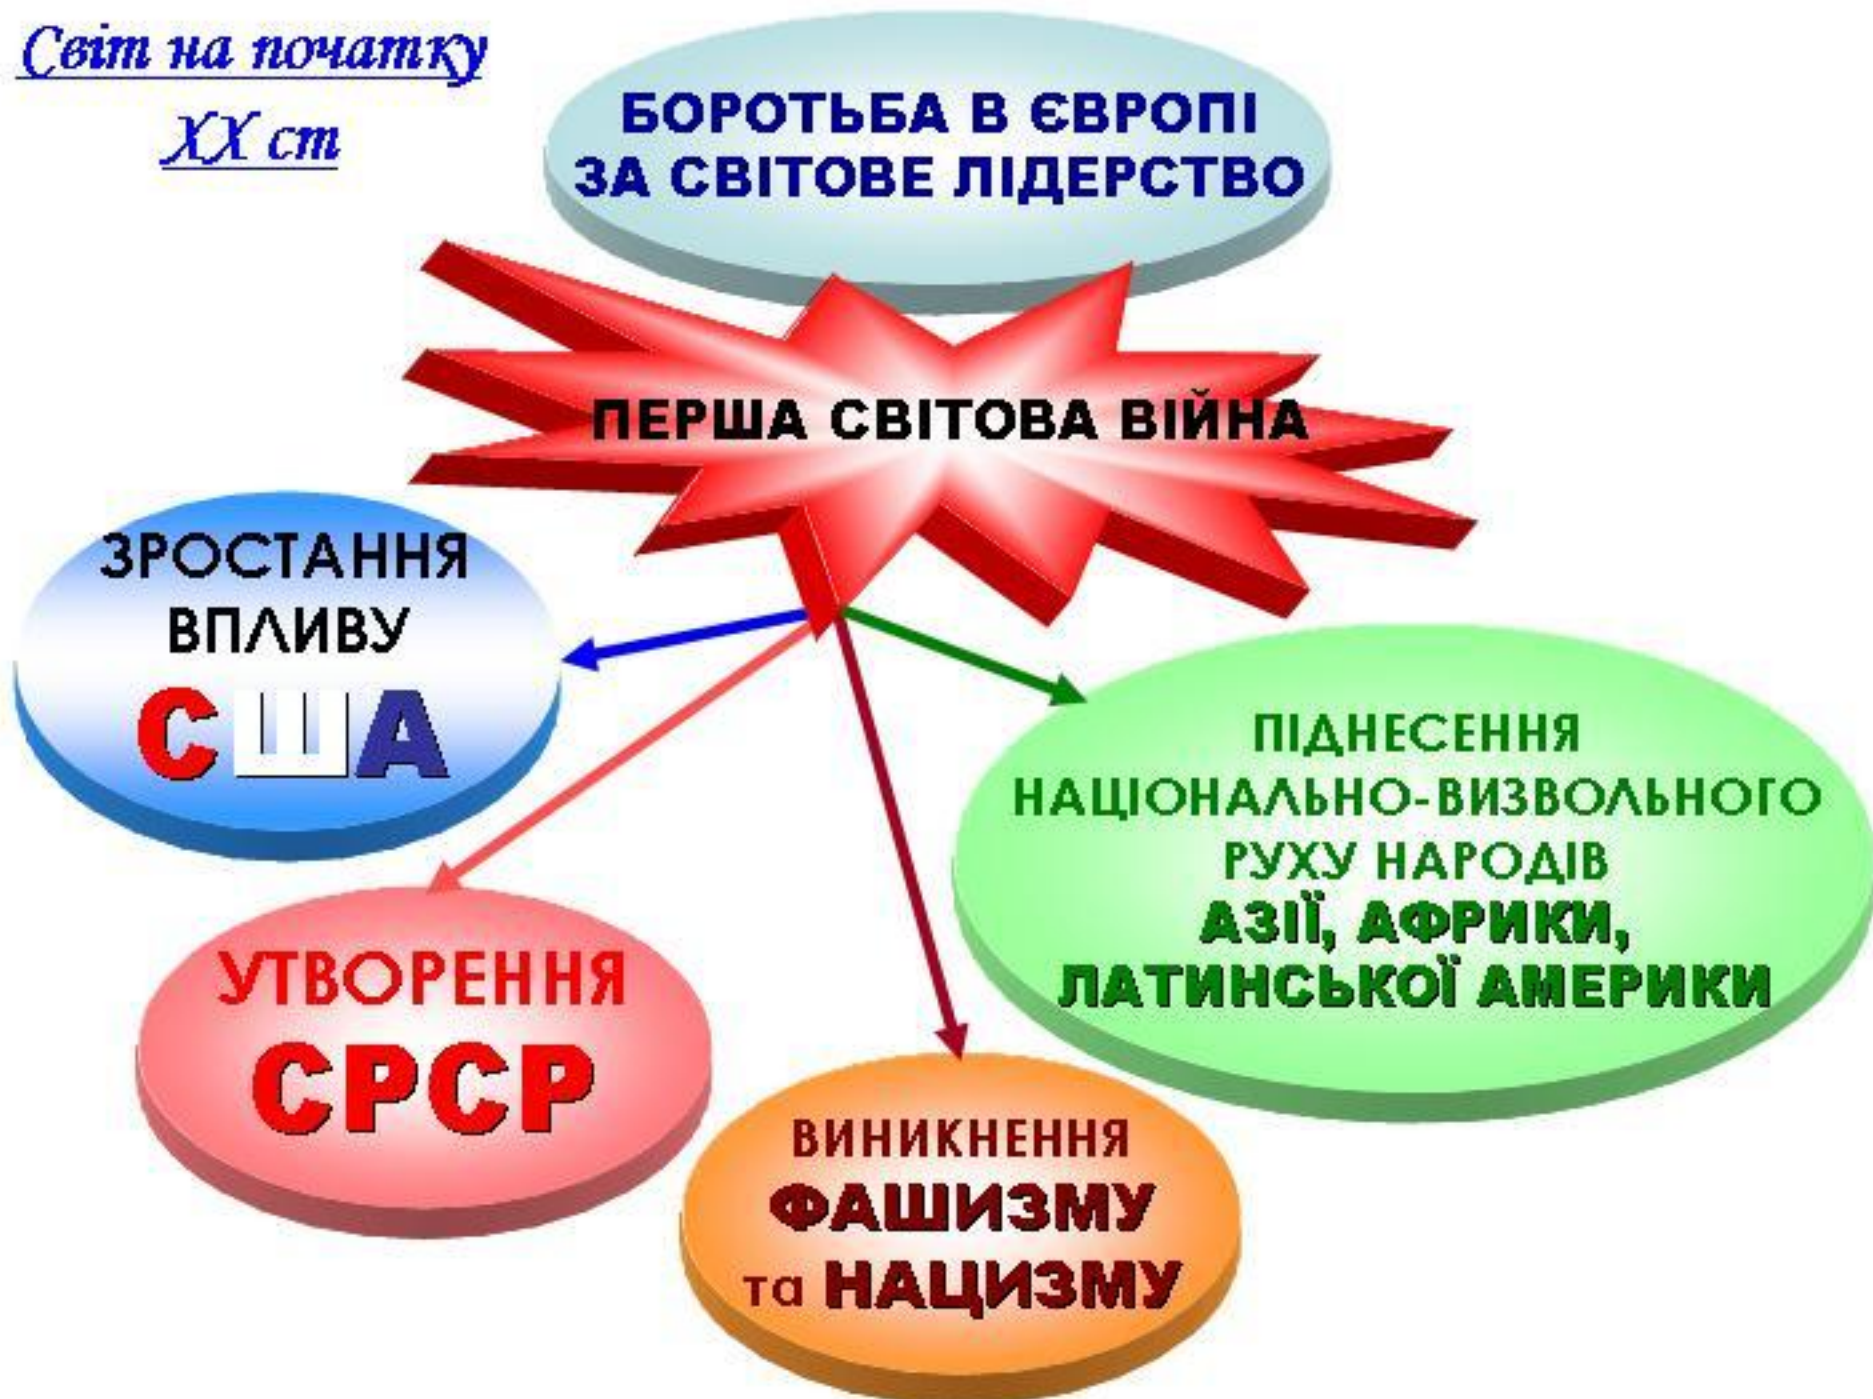 Світ на початку
XX ст
БОРОТЬБА В ЄВРОПІ
ЗА СВІТОВЕ ЛІДЕРСТВО
ПЕРША СВІТОВА ВІЙНА
ЗРОСТАННЯ
ВПЛИВУ
США
УТВОРЕННЯ
СРСР
ВИНИКНЕННЯ
ФАШИЗМУ
та НАЦИЗМУ
ПІДНЕСЕННЯ
НАЦІОНАЛЬНО-ВИЗВОЛЬНОГО
РУХУ НАРОДІВ
АЗІЇ, АФРИКИ,
ЛАТИНСЬКОЇ АМЕРИКИ